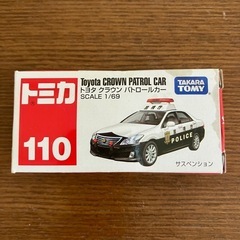 トミカ
110
Toyota CROWN PATROL CAR
トヨタ クラウン パトロールカー
SCALE 1/69
TAKARA
TOMY
POLICE
サスペンション